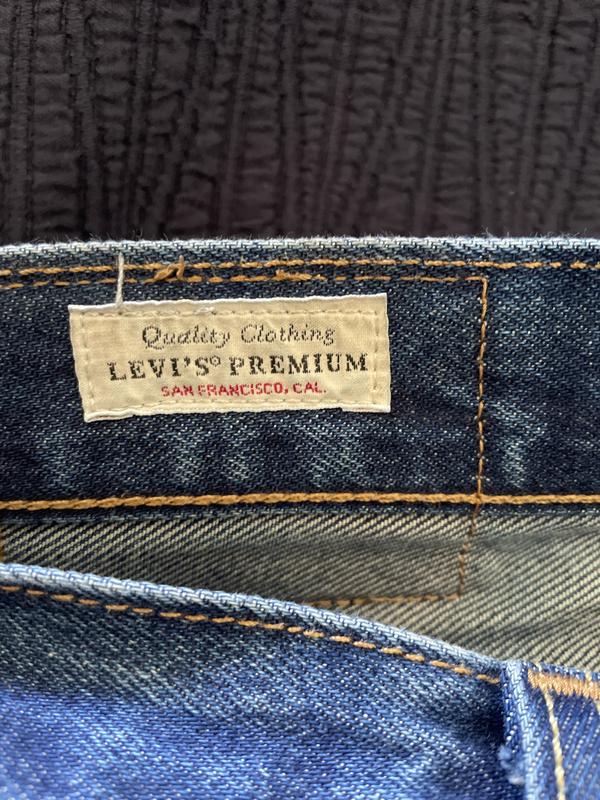 Quality Clothing
LEVI'S® PREMIUM
SAN FRANCISCO, CAL.